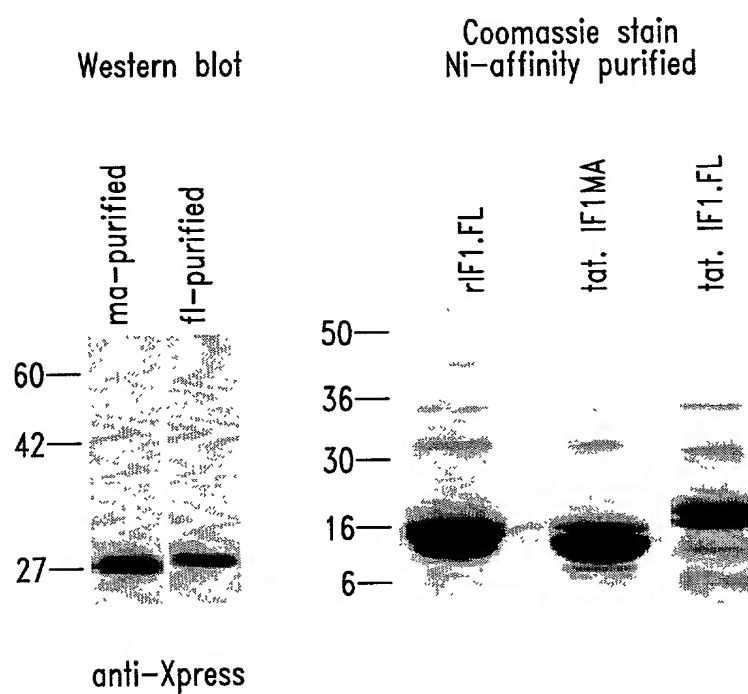 Western blot
ma-purified
fl-purified
60
42
27
anti-Xpress
Coomassie stain
Ni-affinity purified
rIF1.FL
tat. IF1MA
tat. IF1.FL
50
36
30
16
6